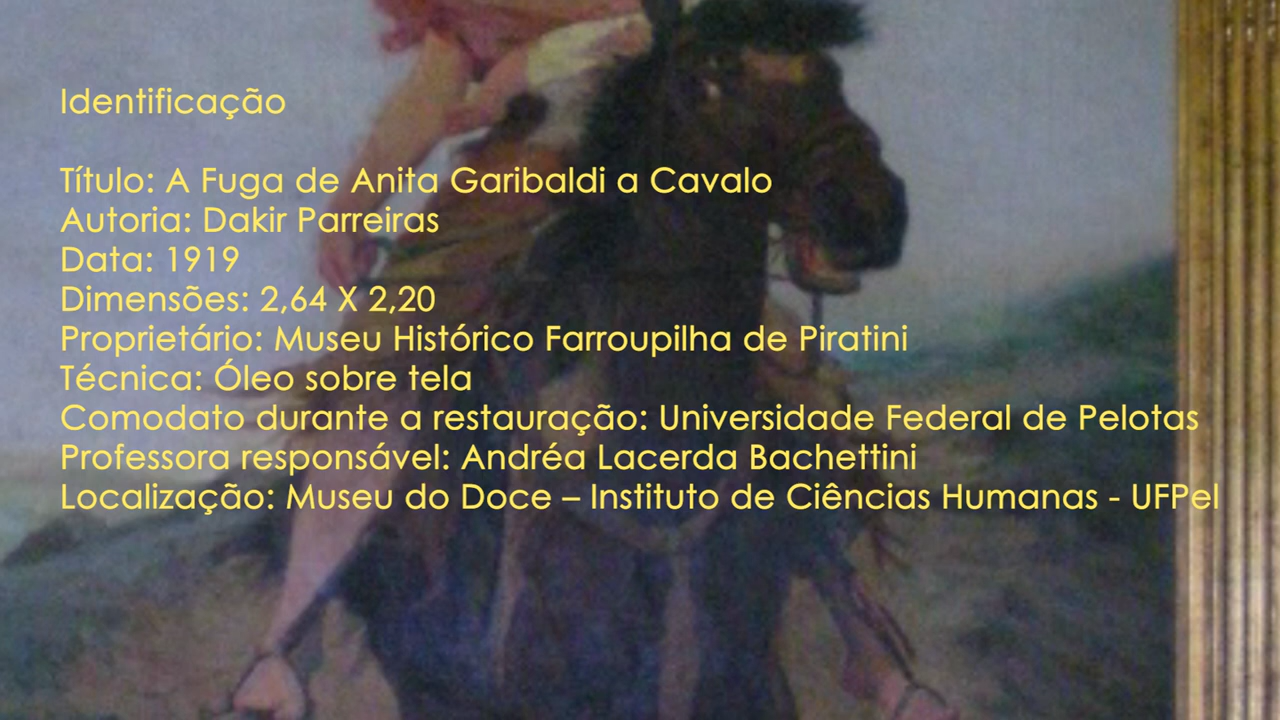 Identificação
Título: A Fuga de Anita Garibaldi a Cavalo
Autoria: Dakir Parreiras
Data: 1919
Dimensões: 2,64 X 2,20
Proprietário: Museu Histórico Farroupilha de Piratini
Técnica: Óleo sobre tela
Comodato durante a restauração: Universidade Federal de Pelotas
Professora responsável: Andréa Lacerda Bachettini
Localização: Museu do Doce – Instituto de Ciências Humanas - UFPel